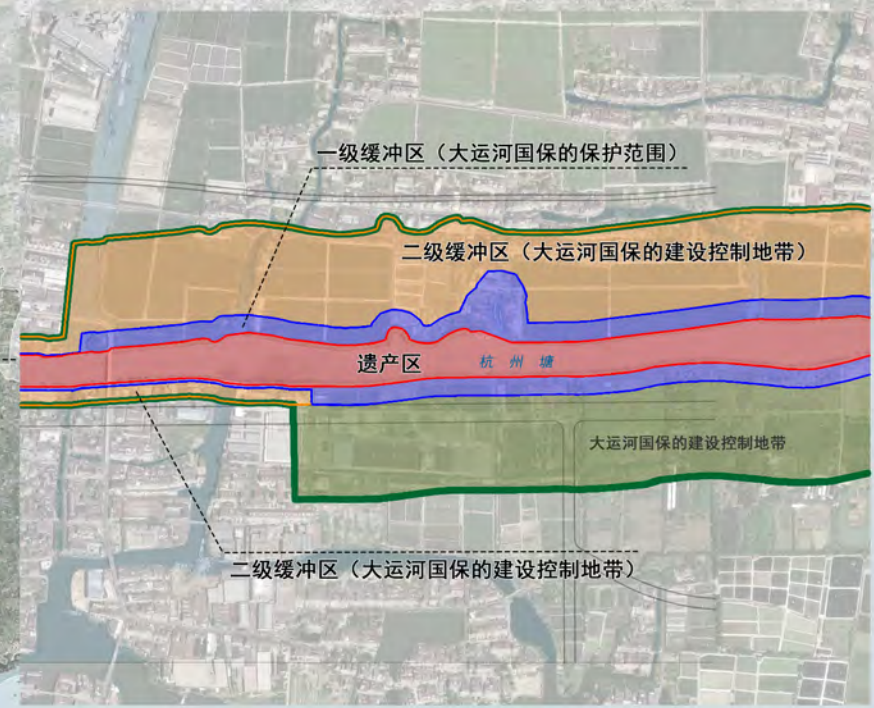 一级缓冲区（大运河国保的保护范围）
二级缓冲区（大运河国保的建设控制地带）
遗产区
杭州塘
大运河国保的建设控制地带
二级缓冲区（大运河国保的建设控制地带）